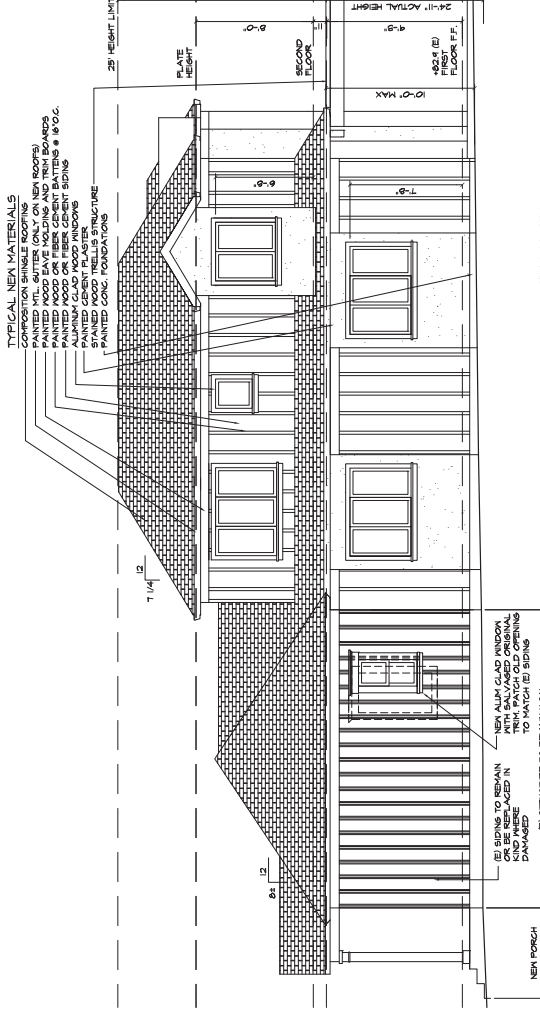 TYPICAL NEW MATERIALS
COMPOSITION SHINGLE ROOFING
PAINTED MTL. GUTTER (ONLY ON NEW ROOFS)
PAINTED WOOD EAVE MOLDING AND TRIM BOARDS
PAINTED WOOD OR FIBER CEMENT BATTENS @ 16"O.C.
PAINTED WOOD OR FIBER CEMENT SIDING
ALUMINUM CLAD WOOD WINDOWS
PAINTED CEMENT PLASTER
STAINED WOOD TRELLIS STRUCTURE
PAINTED CONC. FOUNDATIONS
25' HEIGHT LIMIT
PLATE
HEIGHT
SECOND
FLOOR
+82.9 (E)
FIRST
FLOOR F.F.
24'-11" ACTUAL HEIGHT
8'-0"
11"
9'-3"
10'-0" MAX
6'-8"
7'-8"
12
7 1/4
12
8±
NEW ALUM CLAD WINDOW
WITH SALVAGED ORIGINAL
TRIM. PATCH OLD OPENING
TO MATCH (E) SIDING
(E) SIDING TO REMAIN
OR BE REPLACED IN
KIND WHERE
DAMAGED
NEW PORCH